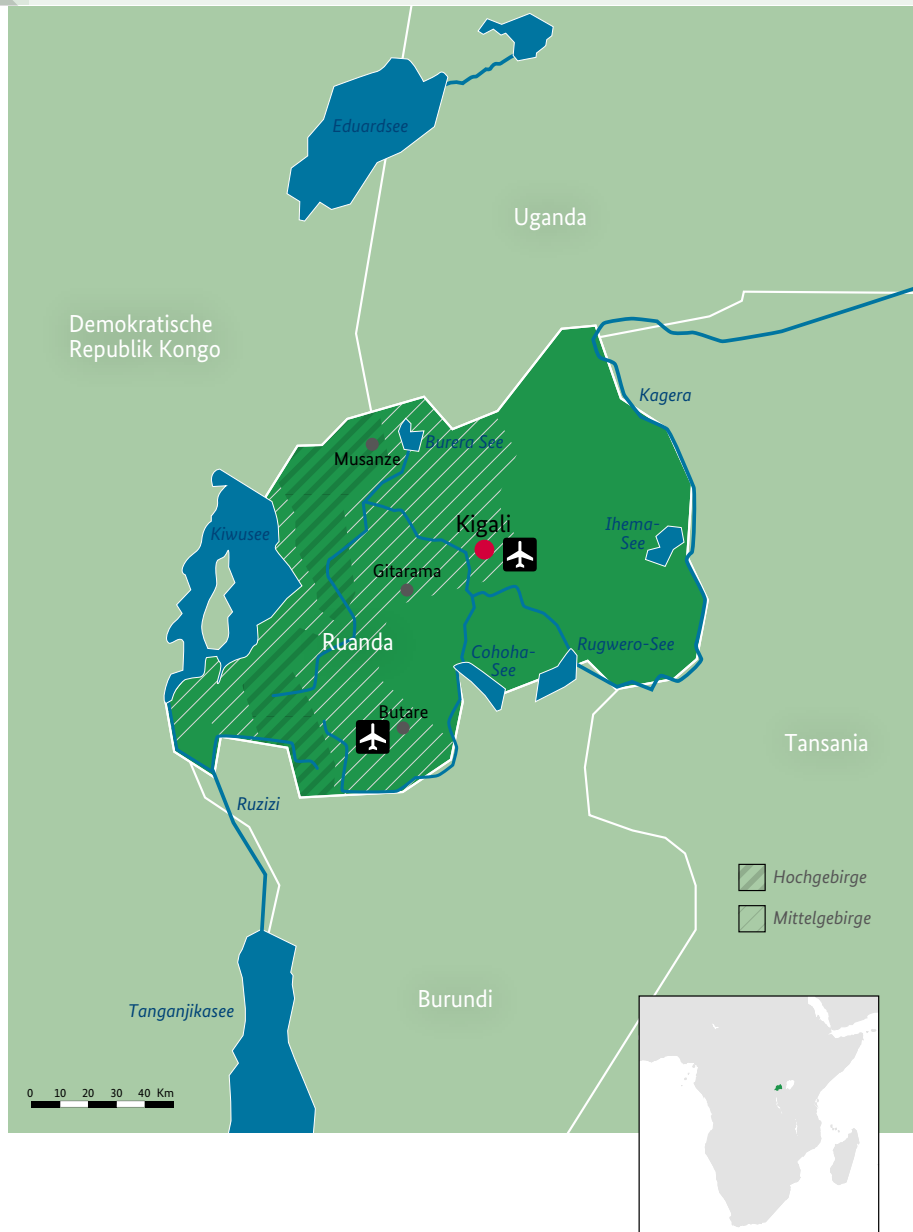 Eduardsee
Uganda
Demokratische
Republik Kongo
Kagera
Burera See
Musanze
Kigali
Ihema-
See
Kiwusee
Gitarama
Ruanda
Rugwero-See
Cohoha-
See
Butare
Tansania
Ruzizi
Hochgebirge
Mittelgebirge
Burundi
Tanganjikasee
0 10 20 30 40 Km